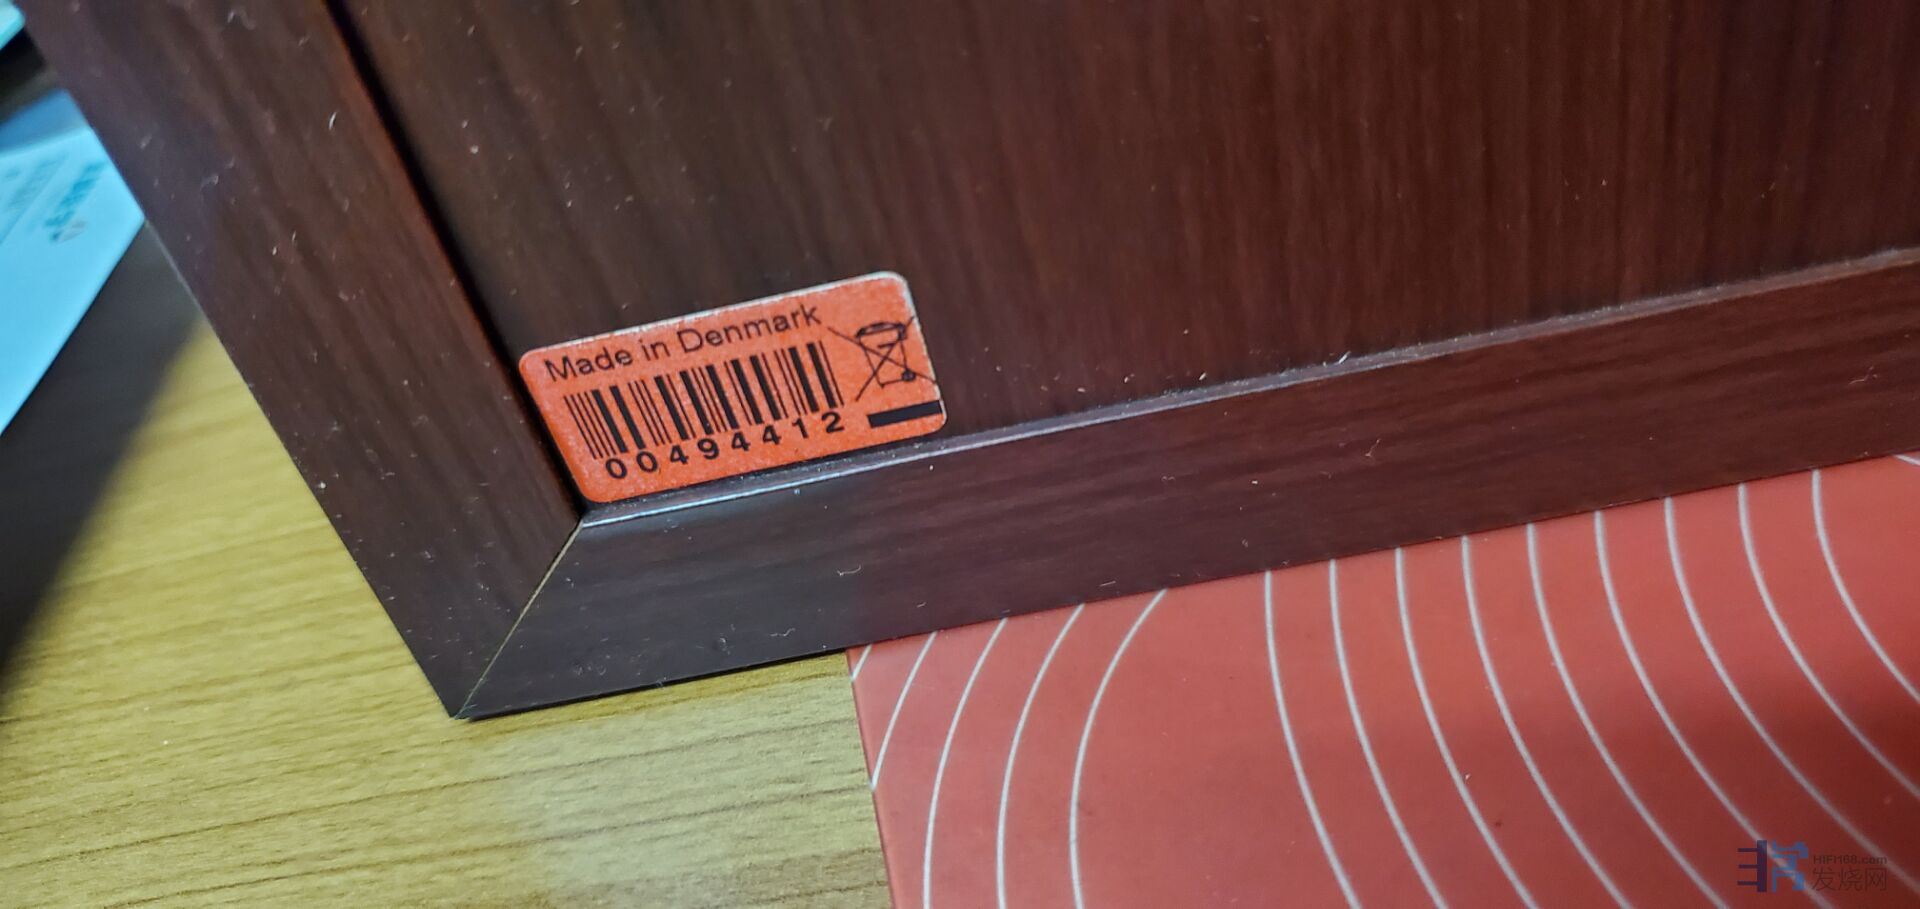 Made in Denmark
00494412
HiFi168.com
发烧网